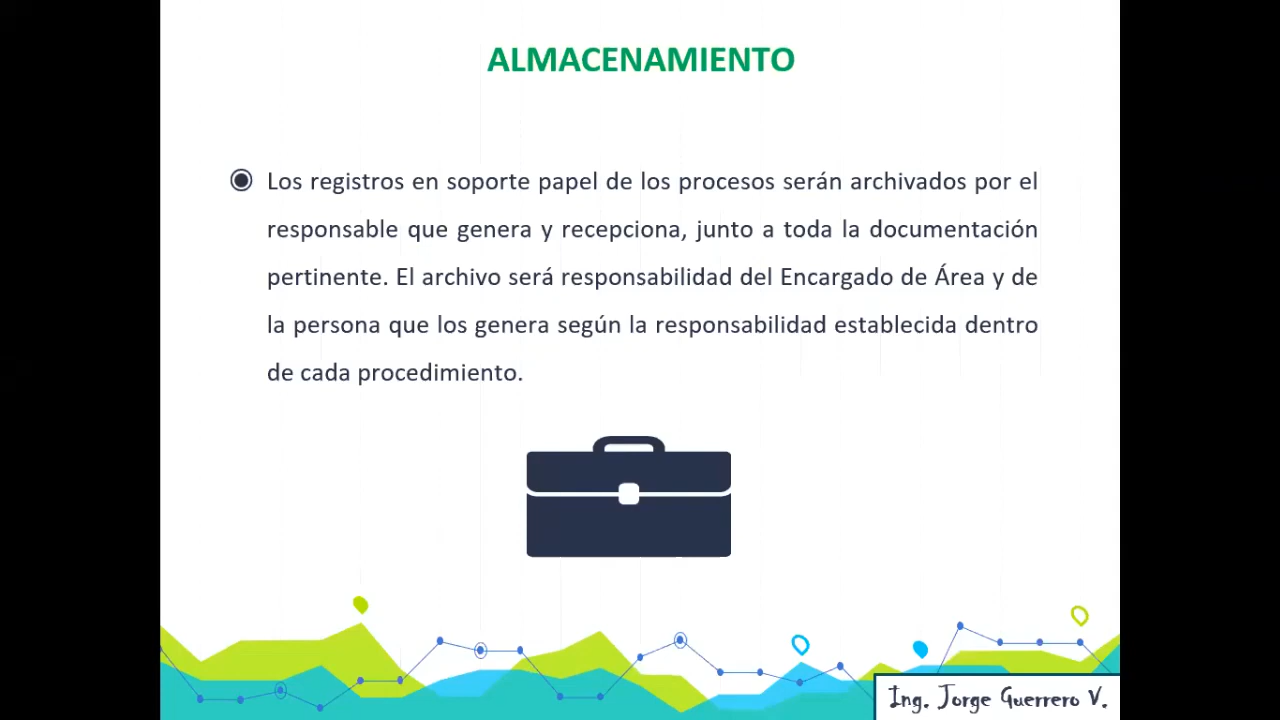 ALMACENAMIENTO
Los registros en soporte papel de los procesos serán archivados por el
responsable que genera y recepciona, junto a toda la documentación
pertinente. El archivo será responsabilidad del Encargado de Área y de
la persona que los genera según la responsabilidad establecida dentro
de cada procedimiento.
Ing. Jorge Guerrero V.